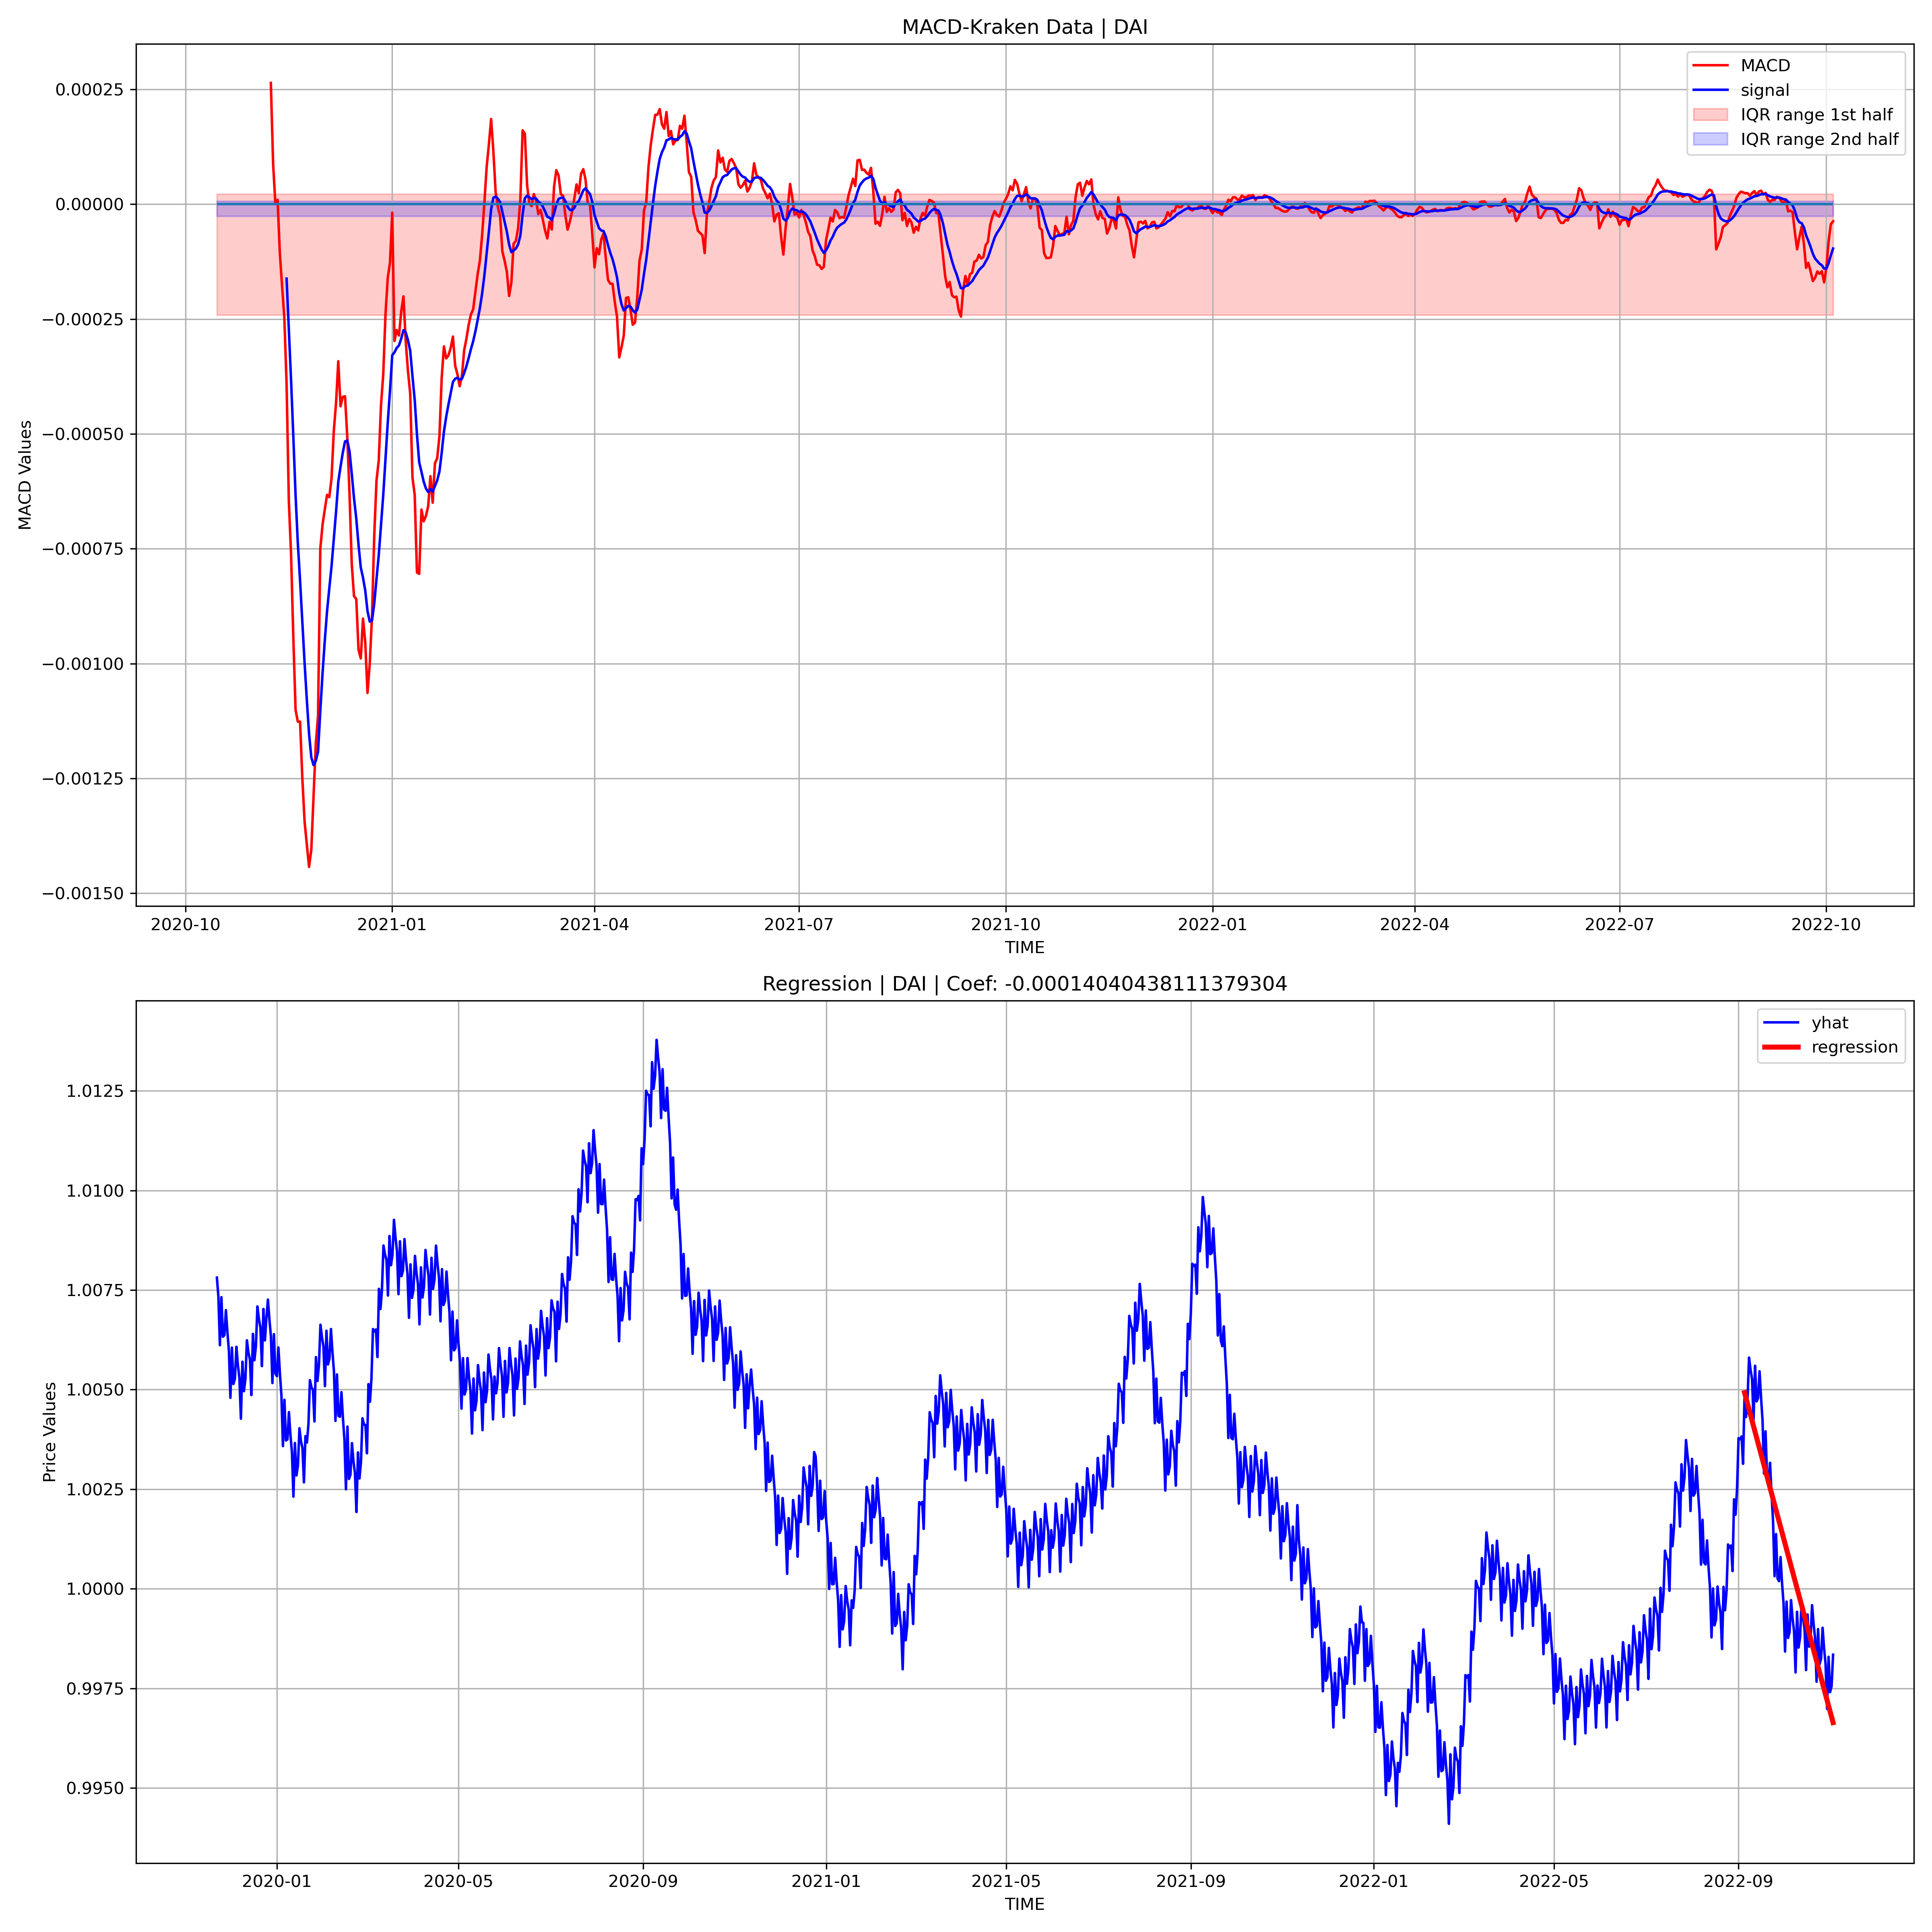 MACD-Kraken Data | DAI
MACD
signal
IQR range 1st half
IQR range 2nd half
0.00025
0.00000
−0.00025
−0.00050
−0.00075
−0.00100
−0.00125
−0.00150
MACD Values
2020-10 2021-01 2021-04 2021-07 2021-10 2022-01 2022-04 2022-07 2022-10
TIME
Regression | DAI | Coef: -0.00014040438111379304
yhat
regression
1.0125
1.0100
1.0075
1.0050
1.0025
1.0000
0.9975
0.9950
Price Values
2020-01 2020-05 2020-09 2021-01 2021-05 2021-09 2022-01 2022-05 2022-09
TIME